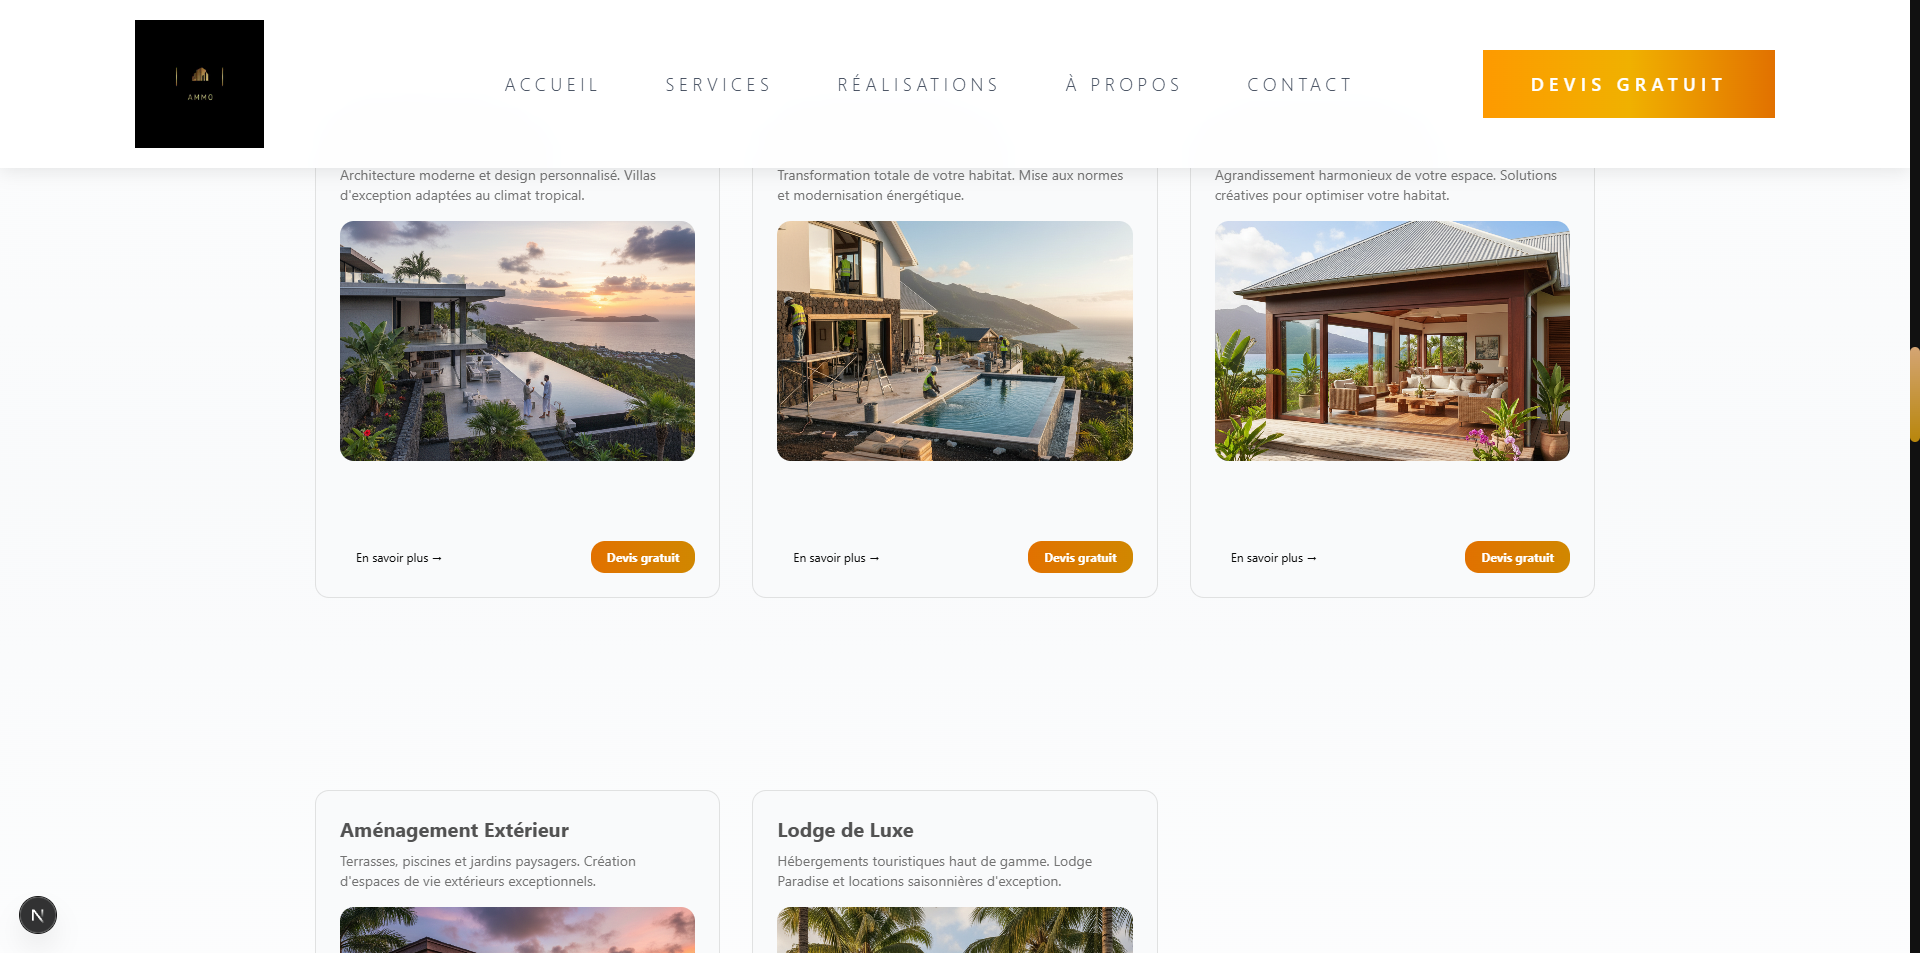 AMMO
ACCUEIL
SERVICES
RÉALISATIONS
À PROPOS
CONTACT
DEVIS GRATUIT
Architecture moderne et design personnalisé. Villas
d'exception adaptées au climat tropical.
En savoir plus →
Devis gratuit
Transformation totale de votre habitat. Mise aux normes
et modernisation énergétique.
En savoir plus →
Devis gratuit
Agrandissement harmonieux de votre espace. Solutions
créatives pour optimiser votre habitat.
En savoir plus →
Devis gratuit
Aménagement Extérieur
Terrasses, piscines et jardins paysagers. Création
d'espaces de vie extérieurs exceptionnels.
Lodge de Luxe
Hébergements touristiques haut de gamme. Lodge
Paradise et locations saisonnières d'exception.
N